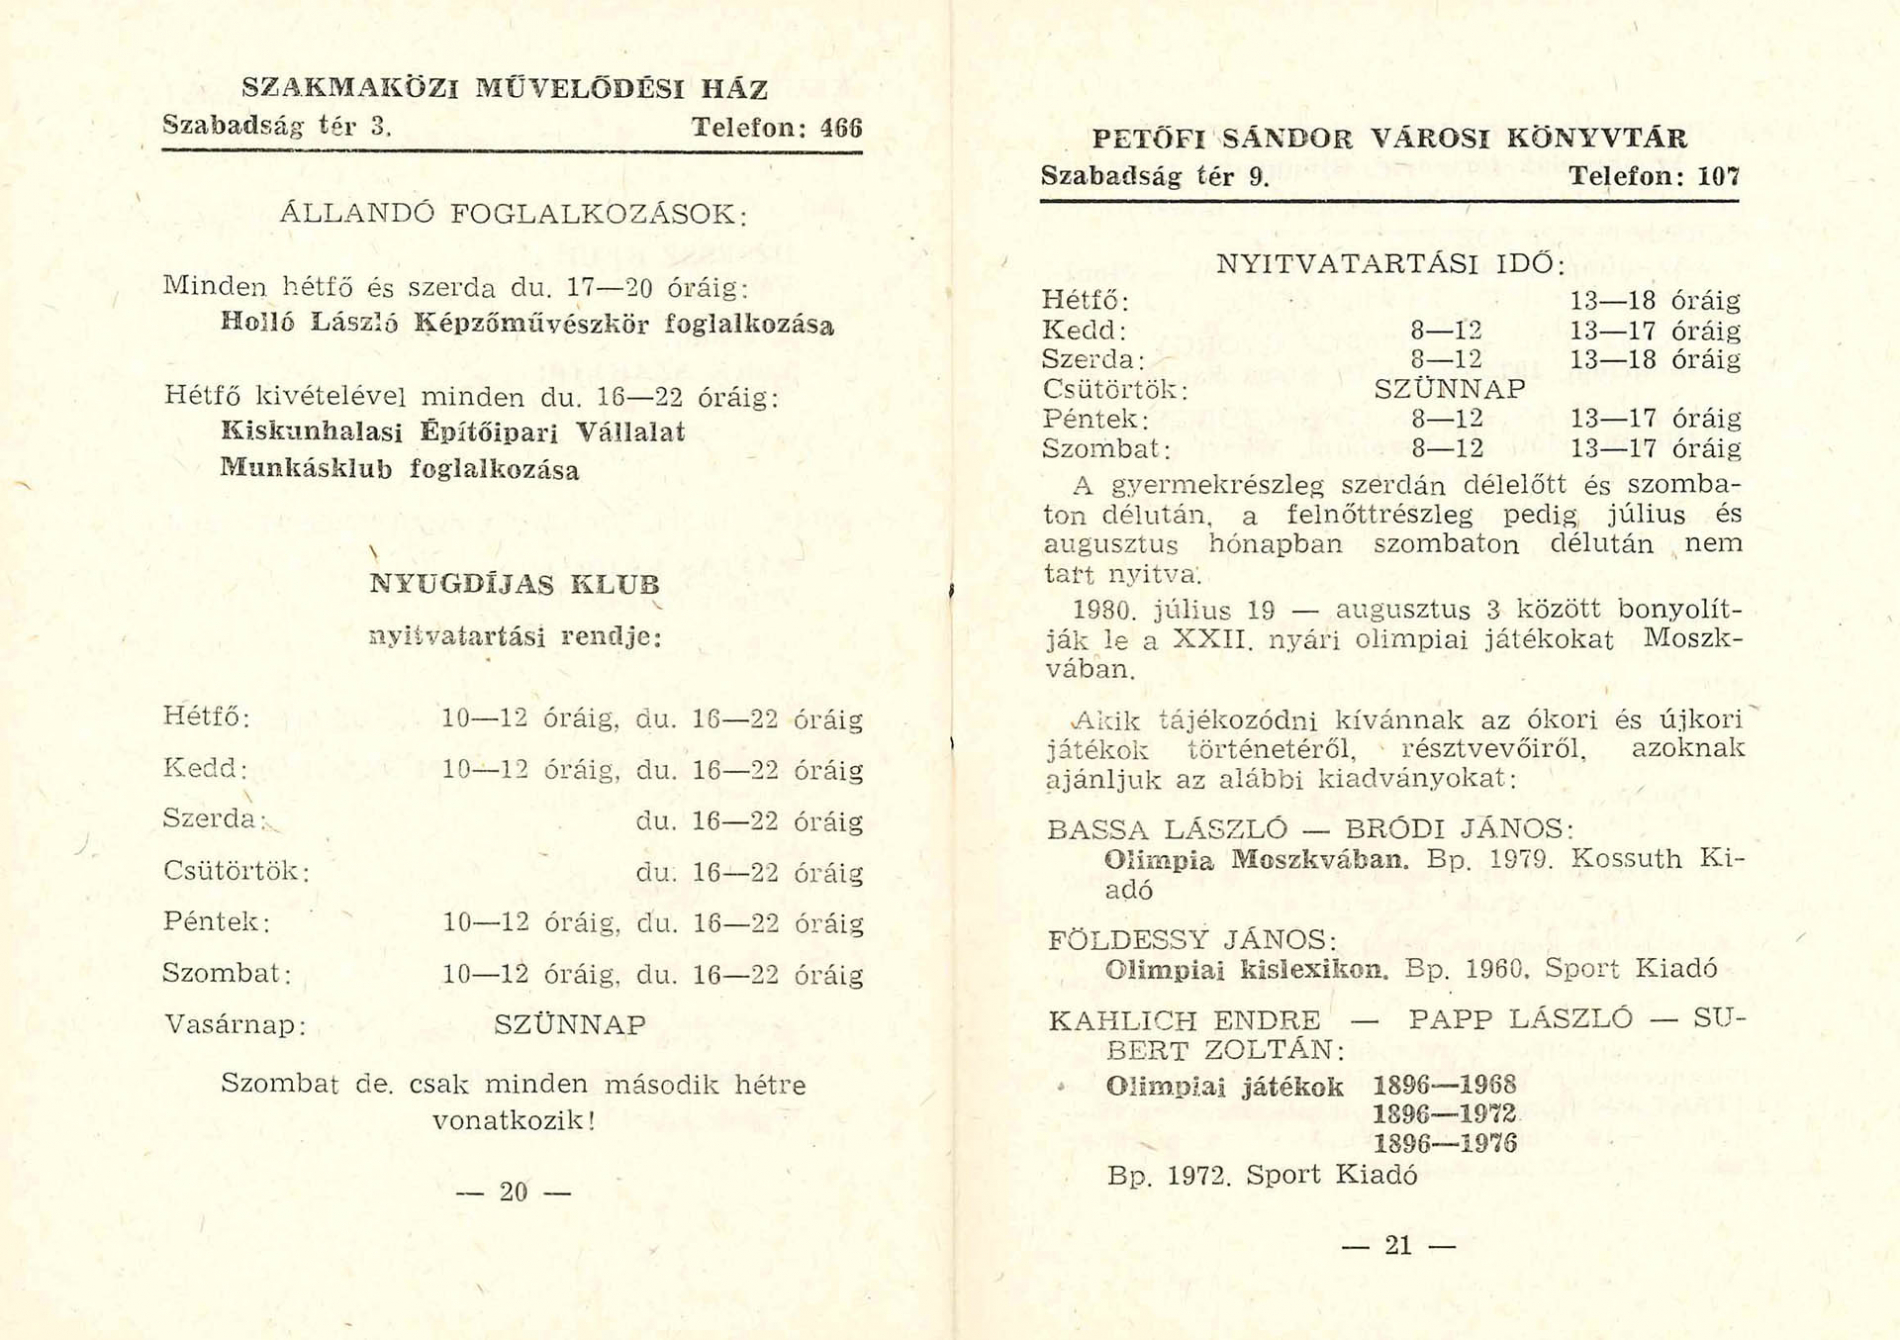 SZAKMAKÖZI MŰVELŐDÉSI HÁZ
Szabadság tér 3. Telefon: 466
ÁLLANDÓ FOGLALKOZÁSOK:
Minden hétfő és szerda du. 17—20 óráig:
Holló László Képzőművészkör foglalkozása
Hétfő kivételével minden du. 16—22 óráig:
Kiskunhalasi Építőipari Vállalat
Munkásklub foglalkozása
NYUGDÍJAS KLUB
nyitvatartási rendje:
Hétfő: 10—12 óráig, du. 16—22 óráig
Kedd: 10—12 óráig, du. 16—22 óráig
Szerda: du. 16—22 óráig
Csütörtök: du. 16—22 óráig
Péntek: 10—12 óráig, du. 16—22 óráig
Szombat: 10—12 óráig, du. 16—22 óráig
Vasárnap: SZÜNNAP
Szombat de. csak minden második hétre
vonatkozik!
— 20 —
PETŐFI SÁNDOR VÁROSI KÖNYVTÁR
Szabadság tér 9. Telefon: 107
NYITVATARTÁSI IDŐ:
Hétfő: 13—18 óráig
Kedd: 8—12 13—17 óráig
Szerda: 8—12 13—18 óráig
Csütörtök: SZÜNNAP
Péntek: 8—12 13—17 óráig
Szombat: 8—12 13—17 óráig
A gyermekrészleg szerdán délelőtt és szomba-
ton délután, a felnőttrészleg pedig július és
augusztus hónapban szombaton délután nem
tart nyitva.
1980. július 19 — augusztus 3 között bonyolít-
ják le a XXII. nyári olimpiai játékokat Moszk-
vában.
Akik tájékozódni kívánnak az ókori és újkori
játékok történetéről, résztvevőiről, azoknak
ajánljuk az alábbi kiadványokat:
BASSA LÁSZLÓ — BRÓDI JÁNOS:
Olimpia Moszkvában. Bp. 1979. Kossuth Ki-
adó
FÖLDESSY JÁNOS:
Olimpiai kislexikon. Bp. 1960. Sport Kiadó
KAHLICH ENDRE — PAPP LÁSZLÓ — SU-
BERT ZOLTÁN:
Olimpiai játékok 1896—1968
1896—1972
1896—1976
Bp. 1972. Sport Kiadó
— 21 —